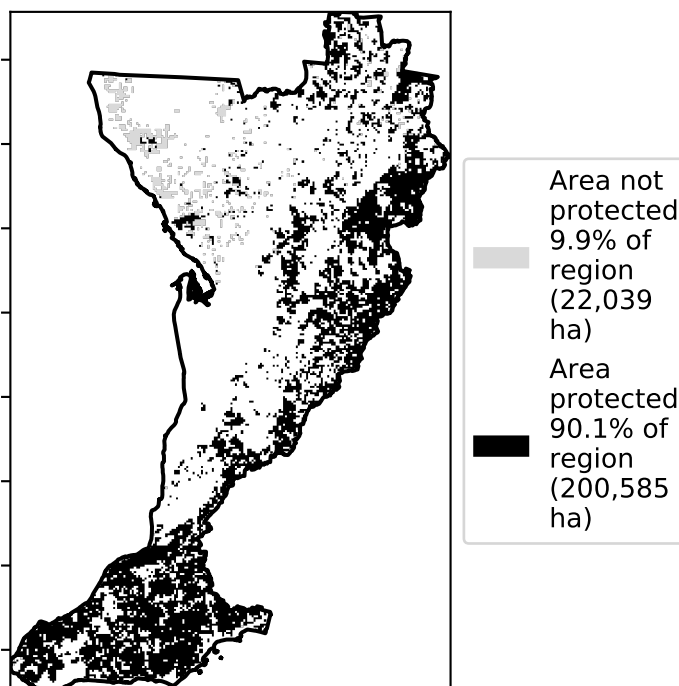 Area not
protected
9.9% of
region
(22,039
ha)
Area
protected
90.1% of
region
(200,585
ha)